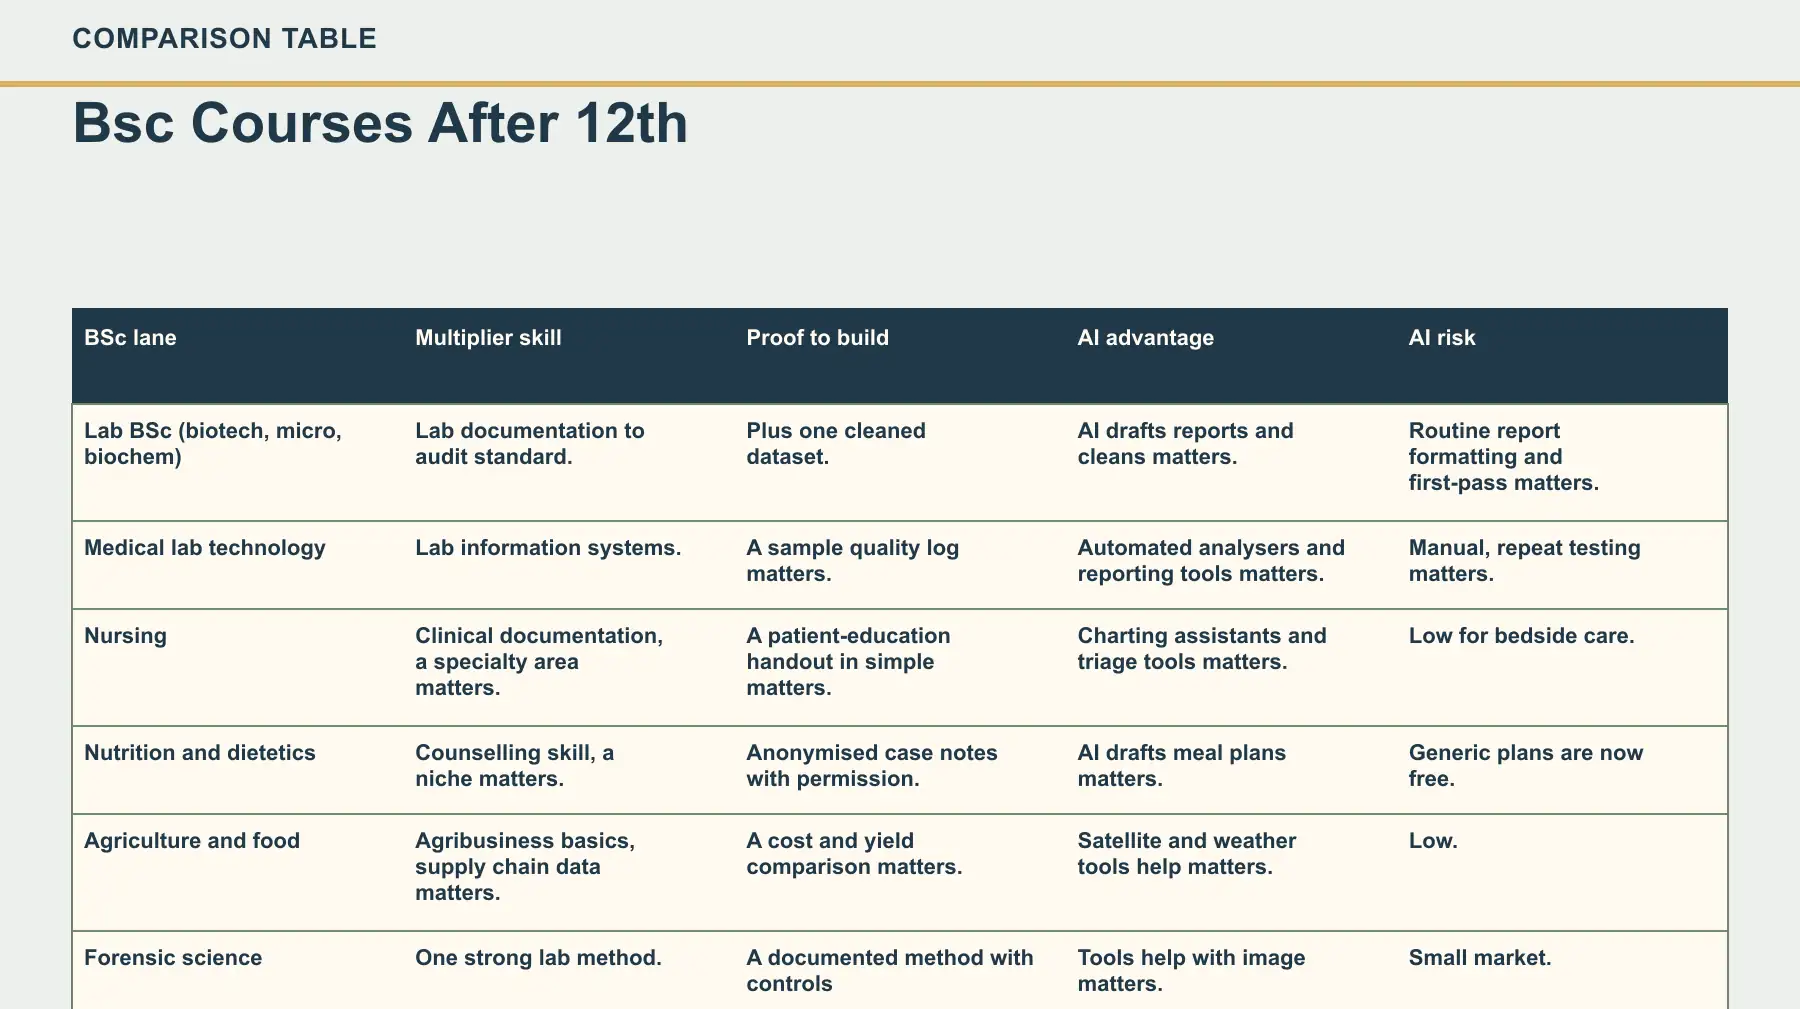 COMPARISON TABLE
Bsc Courses After 12th
BSc lane
Multiplier skill
Proof to build
AI advantage
AI risk
Lab BSc (biotech, micro,
biochem)
Lab documentation to
audit standard.
Plus one cleaned
dataset.
AI drafts reports and
cleans matters.
Routine report
formatting and
first-pass matters.
Medical lab technology
Lab information systems.
A sample quality log
matters.
Automated analysers and
reporting tools matters.
Manual, repeat testing
matters.
Nursing
Clinical documentation,
a specialty area
matters.
A patient-education
handout in simple
matters.
Charting assistants and
triage tools matters.
Low for bedside care.
Nutrition and dietetics
Counselling skill, a
niche matters.
Anonymised case notes
with permission.
AI drafts meal plans
matters.
Generic plans are now
free.
Agriculture and food
Agribusiness basics,
supply chain data
matters.
A cost and yield
comparison matters.
Satellite and weather
tools help matters.
Low.
Forensic science
One strong lab method.
A documented method with
controls
Tools help with image
matters.
Small market.